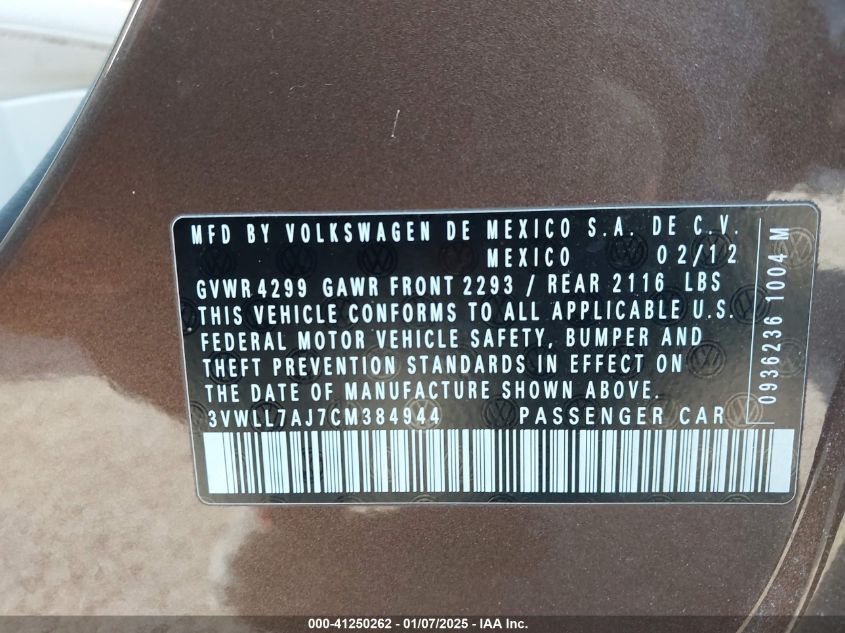 MFD BY VOLKSWAGEN DE MEXICO S.A. DE C.V.
MEXICO 02/12
GVWR 4299 GAWR FRONT 2293 / REAR 2116 LBS
THIS VEHICLE CONFORMS TO ALL APPLICABLE U.S.
FEDERAL MOTOR VEHICLE SAFETY, BUMPER AND
THEFT PREVENTION STANDARDS IN EFFECT ON
THE DATE OF MANUFACTURE SHOWN ABOVE.
3VWLL7AJ7CM384944 PASSENGER CAR
0936236 1004 M
000-41250262 - 01/07/2025 - IAA Inc.